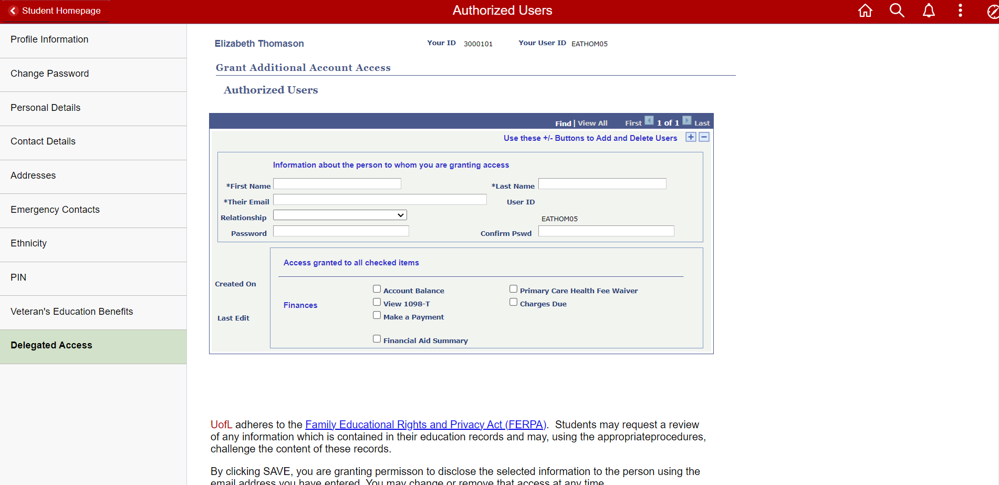 Student Homepage
Authorized Users
Profile Information
Change Password
Personal Details
Contact Details
Addresses
Emergency Contacts
Ethnicity
PIN
Veteran's Education Benefits
Delegated Access
Elizabeth Thomason Your ID 3000101 Your User ID EATHOM05
Grant Additional Account Access
Authorized Users
Find | View All First 1 of 1 Last
Use these +/- Buttons to Add and Delete Users + -
Information about the person to whom you are granting access
*First Name *Last Name
*Their Email User ID
Relationship EATHOM05
Password Confirm Pswd
Access granted to all checked items
Created On
Last Edit
Finances
Account Balance Primary Care Health Fee Waiver
View 1098-T Charges Due
Make a Payment
Financial Aid Summary
UofL adheres to the Family Educational Rights and Privacy Act (FERPA). Students may request a review
of any information which is contained in their education records and may, using the appropriateprocedures,
challenge the content of these records.
By clicking SAVE, you are granting permisson to disclose the selected information to the person using the
email address you have entered. You may change or remove that access at any time.